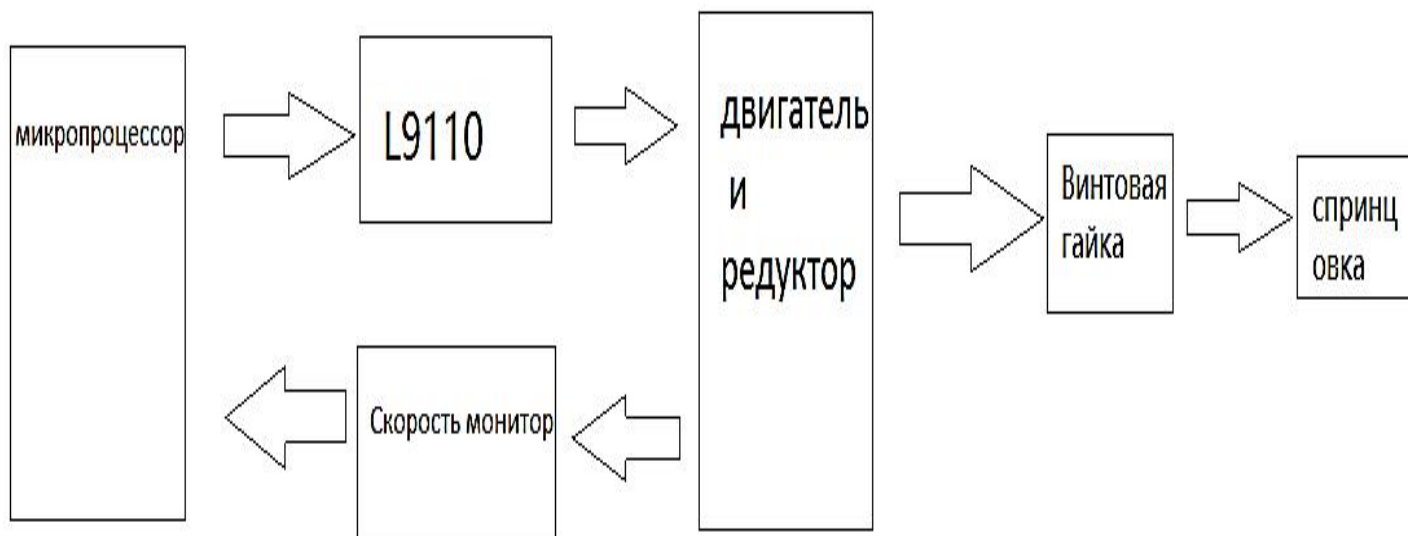 микропроцессор
L9110
двигатель
и
редуктор
Винтовая
гайка
спринц
овка
Скорость монитор